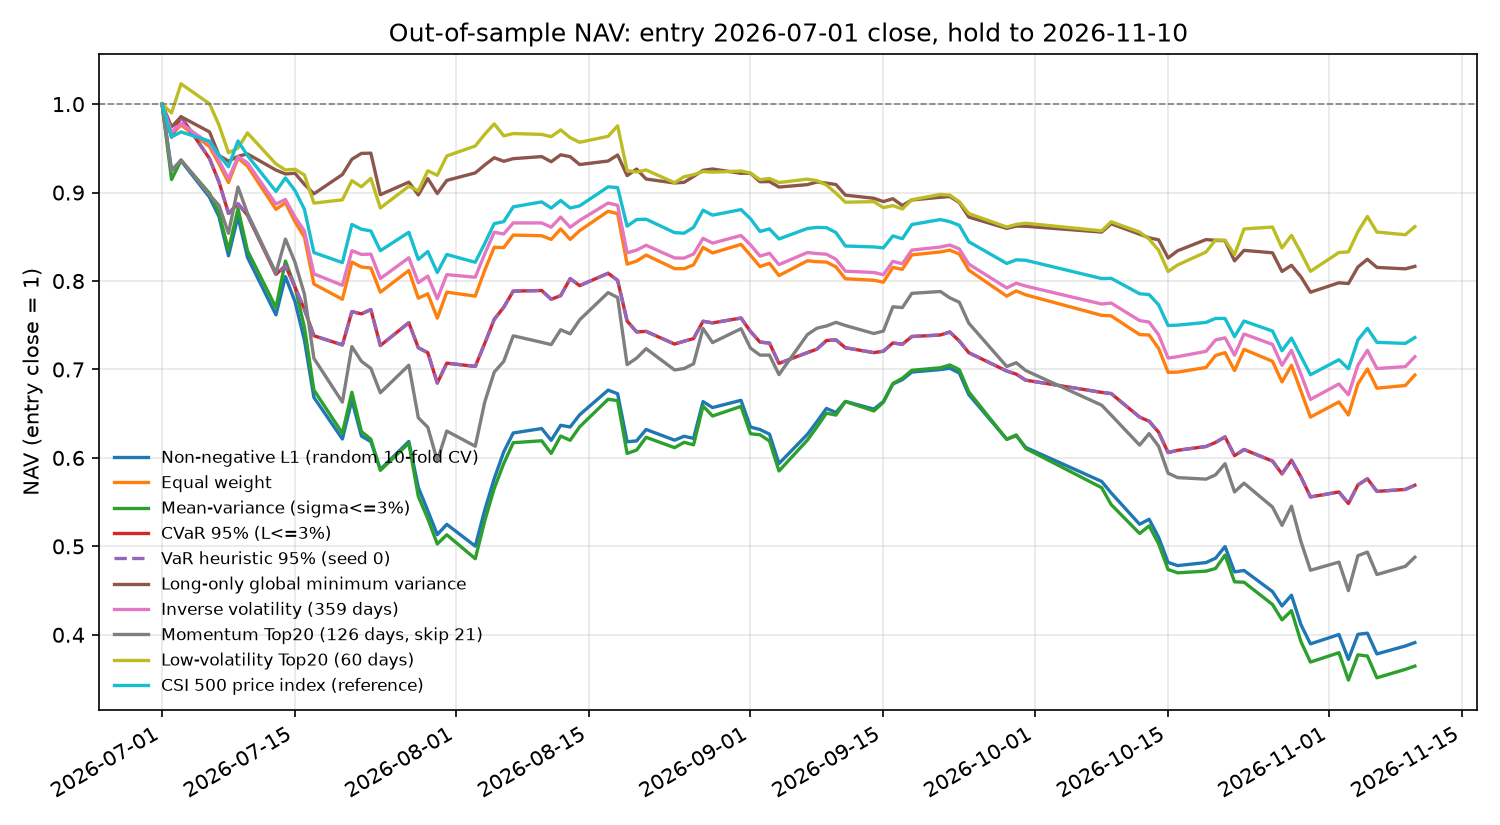 Out-of-sample NAV: entry 2026-07-01 close, hold to 2026-11-10
NAV (entry close = 1)
1.0
0.9
0.8
0.7
0.6
0.5
0.4
Non-negative L1 (random 10-fold CV)
Equal weight
Mean-variance (sigma<=3%)
CVaR 95% (L<=3%)
VaR heuristic 95% (seed 0)
Long-only global minimum variance
Inverse volatility (359 days)
Momentum Top20 (126 days, skip 21)
Low-volatility Top20 (60 days)
CSI 500 price index (reference)
2026-07-01
2026-07-15
2026-08-01
2026-08-15
2026-09-01
2026-09-15
2026-10-01
2026-10-15
2026-11-01
2026-11-15